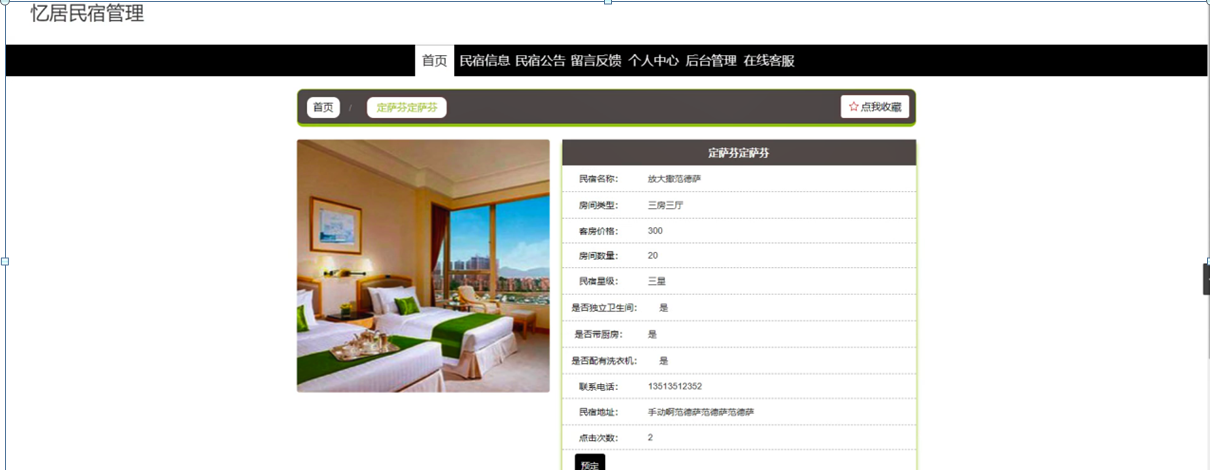 忆居民宿管理
首页 民宿信息 民宿公告 留言反馈 个人中心 后台管理 在线客服
首页 / 定萨芬定萨芬 ☆点我收藏
定萨芬定萨芬
民宿名称: 放大撒范德萨
房间类型: 三房三厅
客房价格: 300
房间数量: 20
民宿星级: 三星
是否独立卫生间: 是
是否带厨房: 是
是否配有洗衣机: 是
联系电话: 13513512352
民宿地址: 手动啊范德萨范德萨范德萨
点击次数: 2
预定